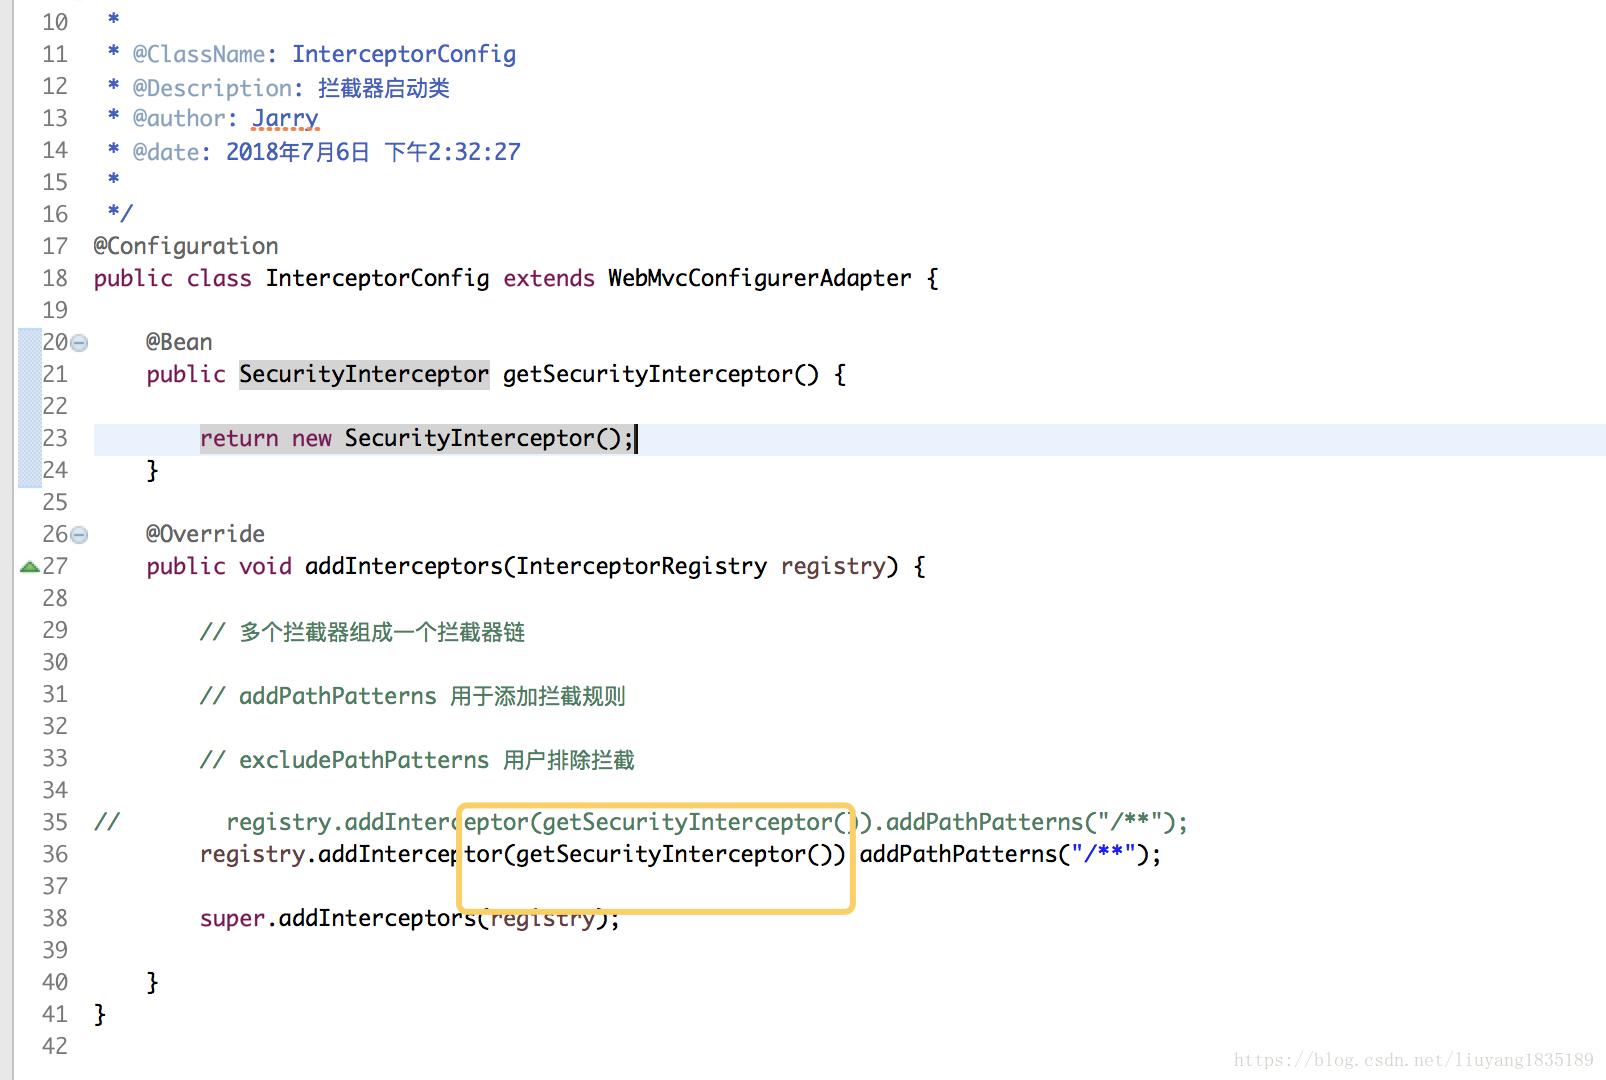 10 *
11 * @ClassName: InterceptorConfig
12 * @Description: 拦截器启动类
13 * @author: Jarry
14 * @date: 2018年7月6日 下午2:32:27
15 *
16 */
17 @Configuration
18 public class InterceptorConfig extends WebMvcConfigurerAdapter {
19
20 @Bean
21 public SecurityInterceptor getSecurityInterceptor() {
22
23 return new SecurityInterceptor();
24 }
25
26 @Override
27 public void addInterceptors(InterceptorRegistry registry) {
28
29 // 多个拦截器组成一个拦截器链
30
31 // addPathPatterns 用于添加拦截规则
32
33 // excludePathPatterns 用户排除拦截
34
35 // registry.addInterceptor(getSecurityInterceptor()).addPathPatterns("/**");
36 registry.addInterceptor(getSecurityInterceptor()).addPathPatterns("/**");
37
38 super.addInterceptors(registry);
39
40 }
41 }
42
https://blog.csdn.net/liuyang1835189